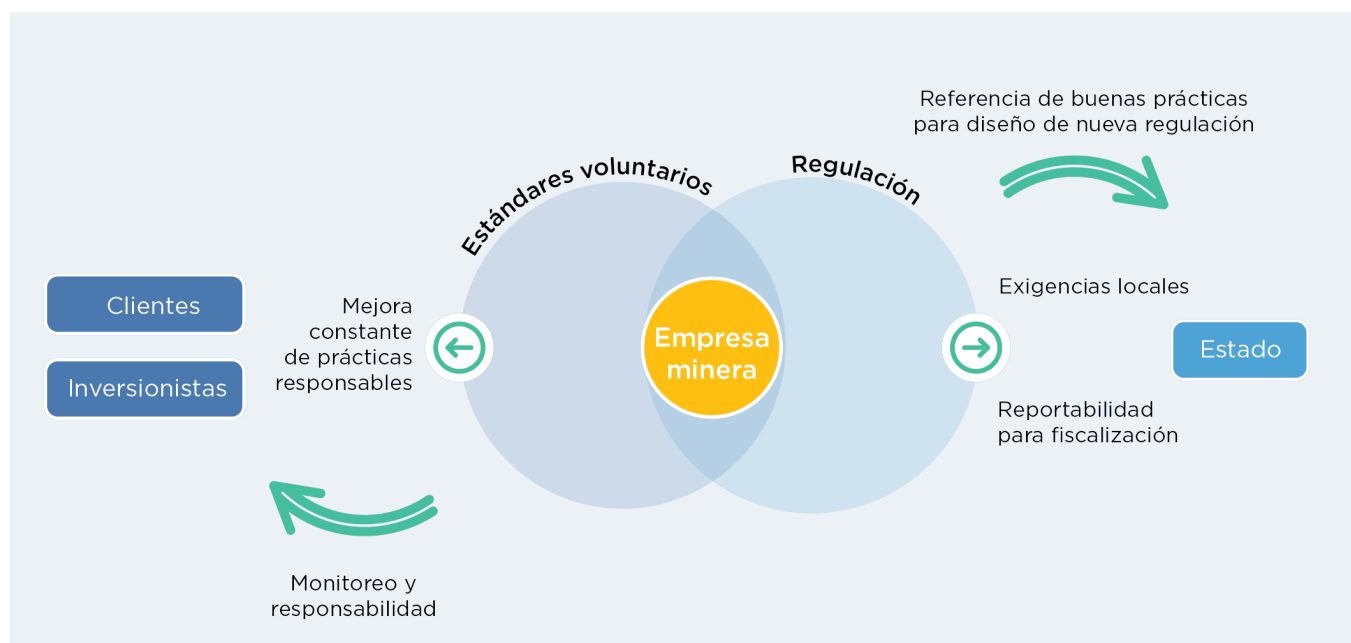 Referencia de buenas prácticas
para diseño de nueva regulación
Estándares voluntarios
Regulación
Clientes
Inversionistas
Mejora
constante
de prácticas
responsables
Empresa
minera
Exigencias locales
Estado
Reportabilidad
para fiscalización
Monitoreo y
responsabilidad